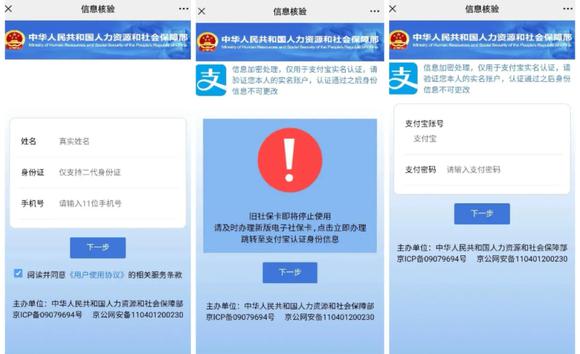 信息核验
中华人民共和国人力资源和社会保障部
Ministry of Human Resources and Social Security of the People's Republic of China
姓名 真实姓名
身份证 仅支持二代身份证
手机号 请输入11位手机号
下一步
阅读并同意《用户使用协议》的相关服务条款
主办单位：中华人民共和国人力资源和社会保障部
京ICP备09079694号 京公网安备110401200230
信息核验
中华人民共和国人力资源和社会保障部
Ministry of Human Resources and Social Security of the People's Republic of China
支
信息加密处理，仅用于支付宝实名认证，请
验证您本人的实名账户，认证通过之后身份
信息不可更改
旧社保卡即将停止使用
请及时办理新版电子社保卡,点击立即办理
跳转至支付宝认证身份信息
下一步
主办单位：中华人民共和国人力资源和社会保障部
京ICP备09079694号 京公网安备110401200230
信息核验
中华人民共和国人力资源和社会保障部
Ministry of Human Resources and Social Security of the People's Republic of China
支
信息加密处理，仅用于支付宝实名认证，请
验证您本人的实名账户，认证通过之后身份
信息不可更改
支付宝账号
支付宝
支付密码 请输入支付密码
下一步
主办单位：中华人民共和国人力资源和社会保障部
京ICP备09079694号 京公网安备110401200230